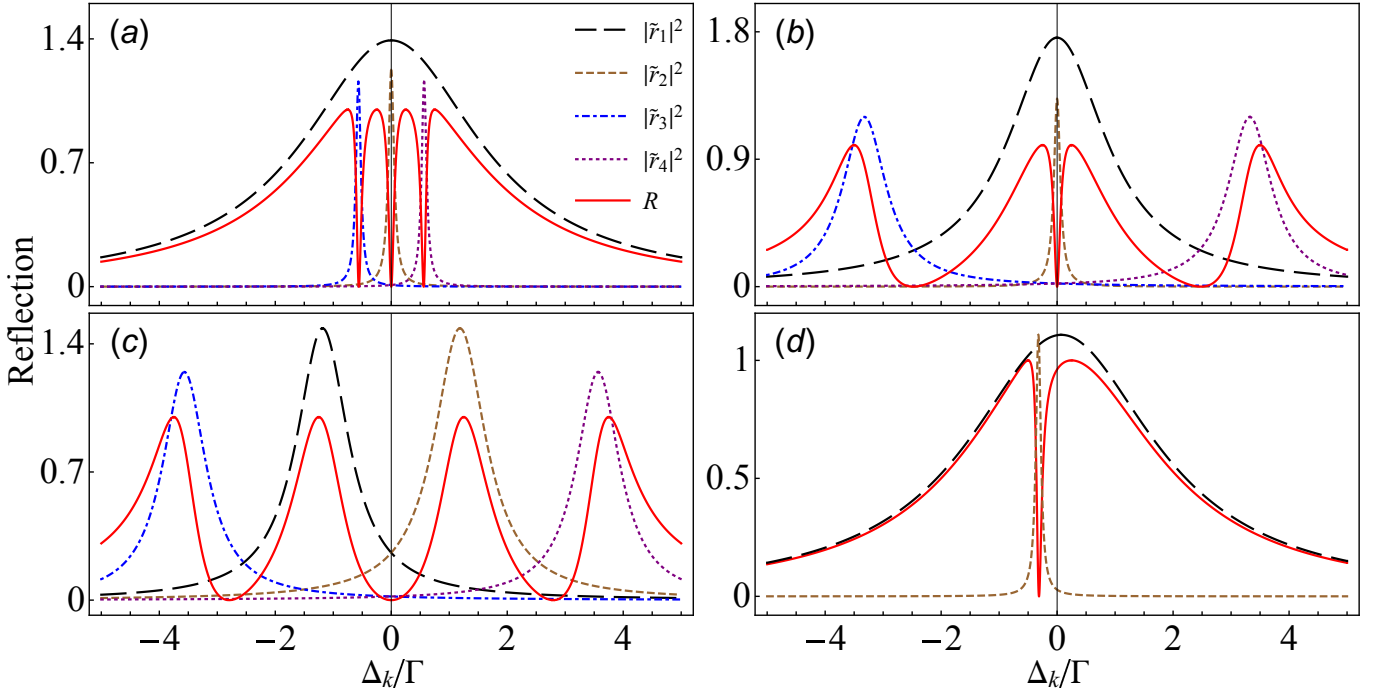 (a)
1.4
0.7
0
|r̃₁|²
|r̃₂|²
|r̃₃|²
|r̃₄|²
R
(b)
1.8
0.9
0
Reflection
(c)
1.4
0.7
0
−4 −2 0 2 4
Δₖ/Γ
(d)
1
0.5
0
−4 −2 0 2 4
Δₖ/Γ